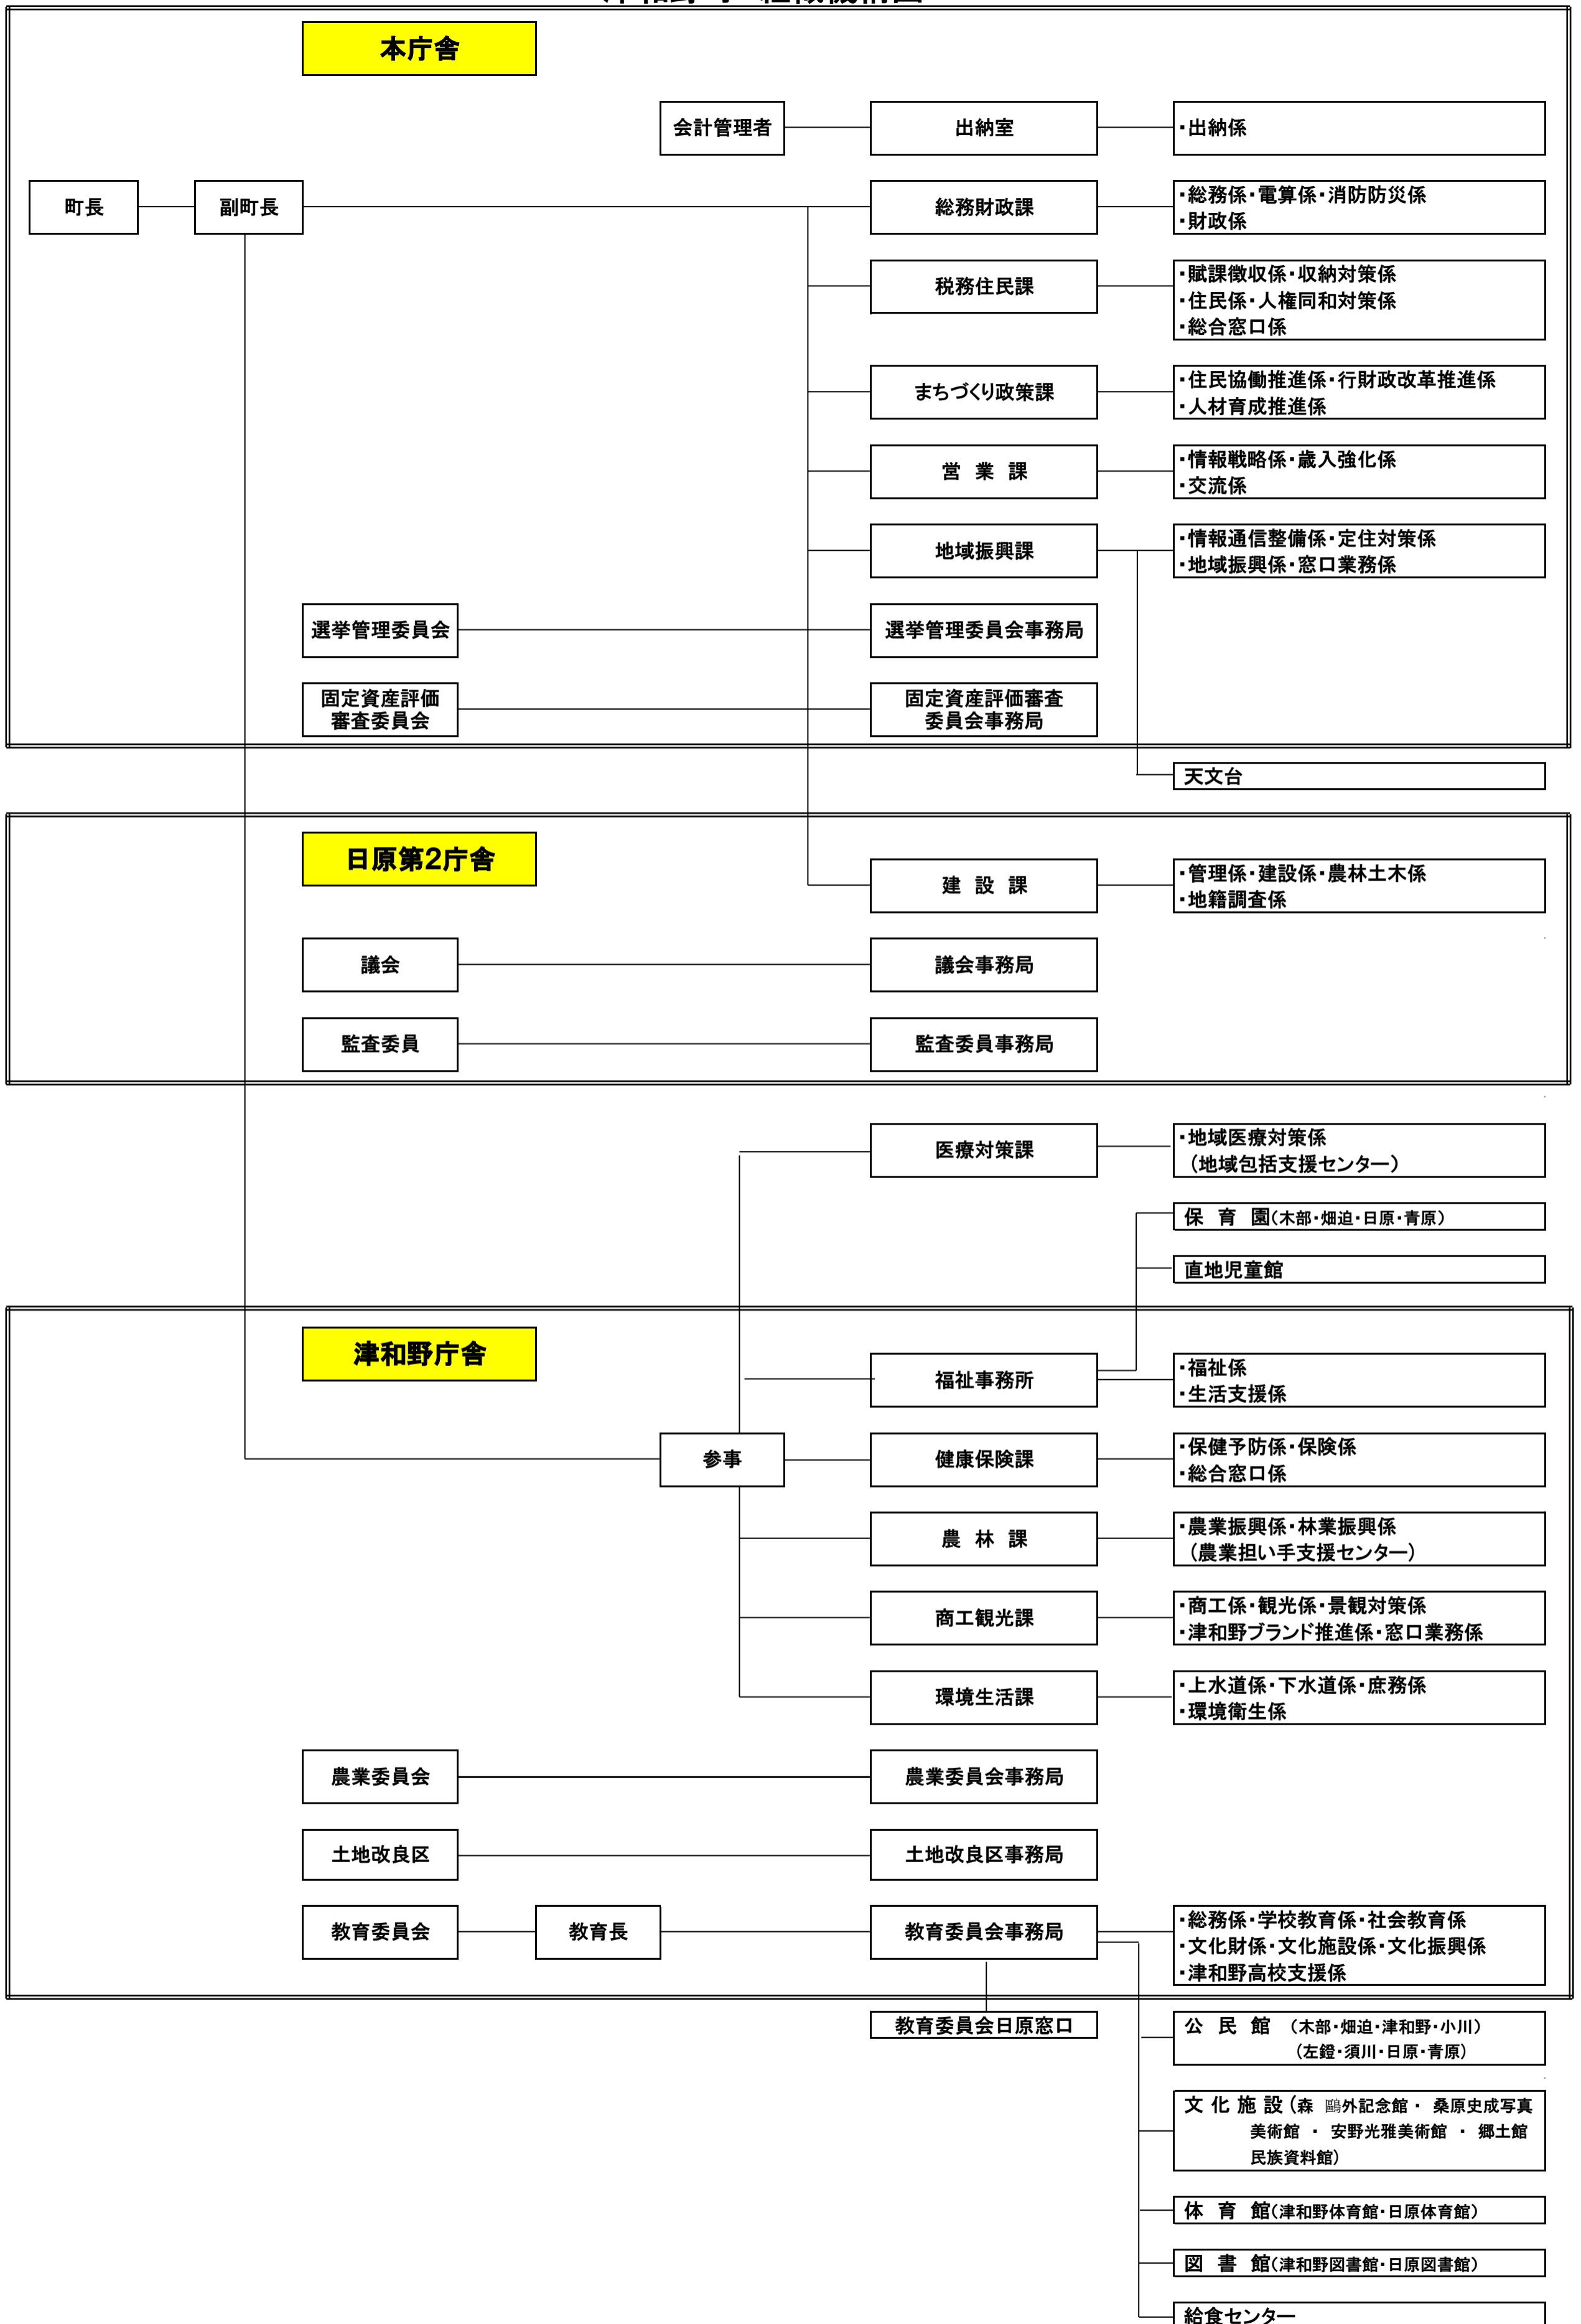 本庁舎
会計管理者
出納室
・出納係
町長
副町長
総務財政課
・総務係・電算係・消防防災係
・財政係
税務住民課
・賦課徴収係・収納対策係
・住民係・人権同和対策係
・総合窓口係
まちづくり政策課
・住民協働推進係・行財政改革推進係
・人材育成推進係
営 業 課
・情報戦略係・歳入強化係
・交流係
地域振興課
・情報通信整備係・定住対策係
・地域振興係・窓口業務係
選挙管理委員会
選挙管理委員会事務局
固定資産評価
審査委員会
固定資産評価審査
委員会事務局
天文台
日原第2庁舎
建 設 課
・管理係・建設係・農林土木係
・地籍調査係
議会
議会事務局
監査委員
監査委員事務局
医療対策課
・地域医療対策係
（地域包括支援センター）
保 育 園（木部・畑迫・日原・青原）
直地児童館
津和野庁舎
福祉事務所
・福祉係
・生活支援係
参事
健康保険課
・保健予防係・保険係
・総合窓口係
農 林 課
・農業振興係・林業振興係
（農業担い手支援センター）
商工観光課
・商工係・観光係・景観対策係
・津和野ブランド推進係・窓口業務係
環境生活課
・上水道係・下水道係・庶務係
・環境衛生係
農業委員会
農業委員会事務局
土地改良区
土地改良区事務局
教育委員会
教育長
教育委員会事務局
・総務係・学校教育係・社会教育係
・文化財係・文化施設係・文化振興係
・津和野高校支援係
教育委員会日原窓口
公 民 館 （木部・畑迫・津和野・小川）
（左鐙・須川・日原・青原）
文 化 施 設（森 鷗外記念館・ 桑原史成写真
美術館 ・ 安野光雅美術館 ・ 郷土館
民族資料館）
体 育 館（津和野体育館・日原体育館）
図 書 館（津和野図書館・日原図書館）
給食センター